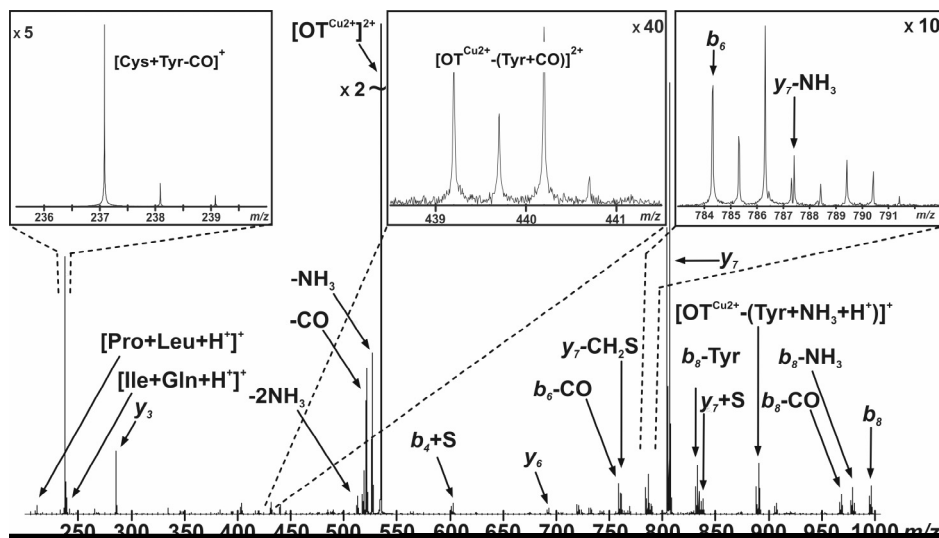 x 5
[Cys+Tyr-CO]+
236 237 238 239 m/z
[OTCu2+]2+
x 2 ~
x 40
[OTCu2+-(Tyr+CO)]2+
439 440 441 m/z
x 10
b6
y7-NH3
784 785 786 787 788 789 790 791 m/z
y7
-NH3
-CO
[OTCu2+-(Tyr+NH3+H+)]+
[Pro+Leu+H+]+
[Ile+Gln+H+]+
y3
-2NH3
b4+S
y6
y7-CH2S
b6-CO
b8-Tyr
y7+S
b8-NH3
b8-CO
b8
250 300 350 400 450 500 550 600 650 700 750 800 850 900 950 1000 m/z